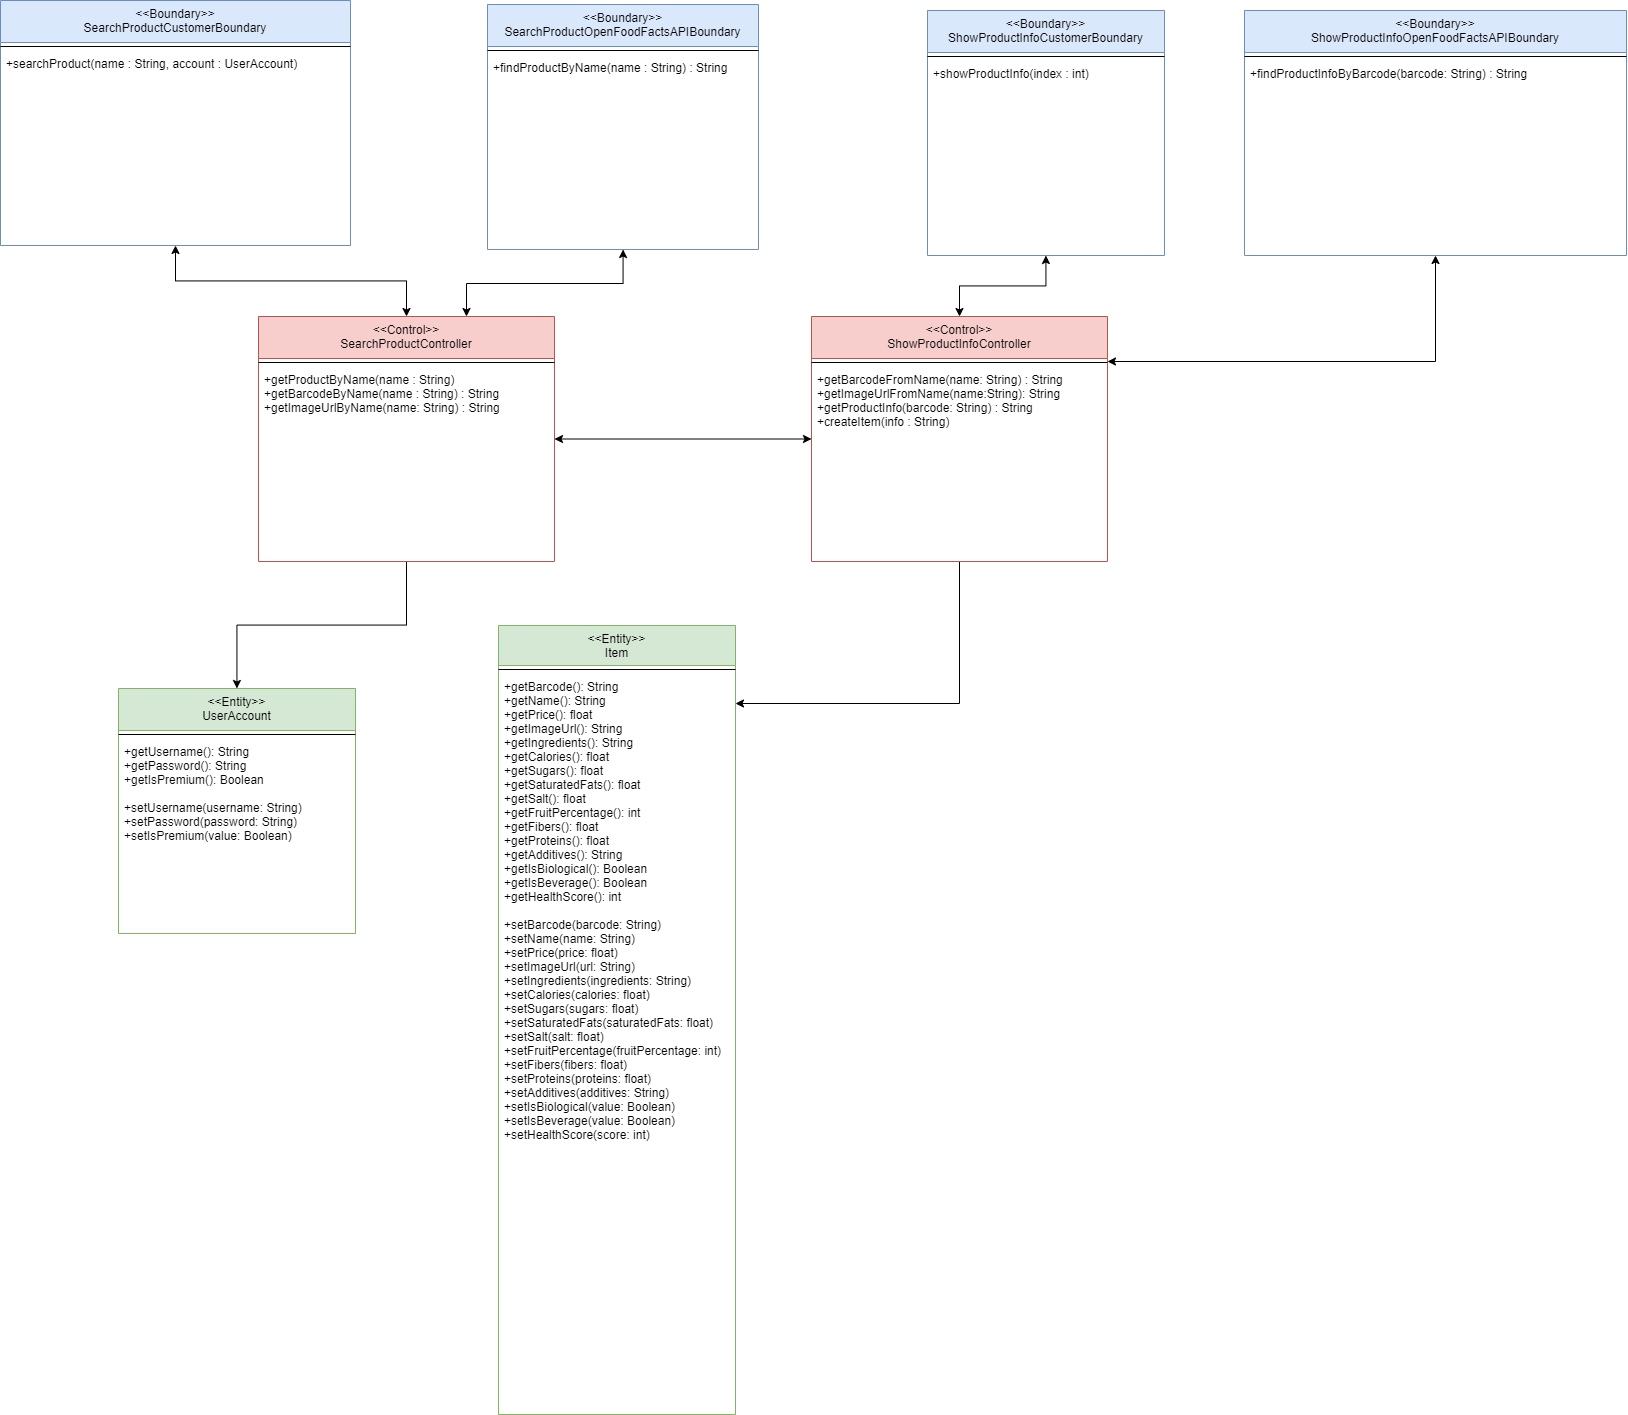 <<Boundary>>
SearchProductCustomerBoundary
+searchProduct(name : String, account : UserAccount)
<<Boundary>>
SearchProductOpenFoodFactsAPIBoundary
+findProductByName(name : String) : String
<<Boundary>>
ShowProductInfoCustomerBoundary
+showProductInfo(index : int)
<<Boundary>>
ShowProductInfoOpenFoodFactsAPIBoundary
+findProductInfoByBarcode(barcode: String) : String
<<Control>>
SearchProductController
+getProductByName(name : String)
+getBarcodeByName(name : String) : String
+getImageUrlByName(name: String) : String
<<Control>>
ShowProductInfoController
+getBarcodeFromName(name: String) : String
+getImageUrlFromName(name:String): String
+getProductInfo(barcode: String) : String
+createItem(info : String)
<<Entity>>
UserAccount
+getUsername(): String
+getPassword(): String
+getIsPremium(): Boolean
+setUsername(username: String)
+setPassword(password: String)
+setIsPremium(value: Boolean)
<<Entity>>
Item
+getBarcode(): String
+getName(): String
+getPrice(): float
+getImageUrl(): String
+getIngredients(): String
+getCalories(): float
+getSugars(): float
+getSaturatedFats(): float
+getSalt(): float
+getFruitPercentage(): int
+getFibers(): float
+getProteins(): float
+getAdditives(): String
+getIsBiological(): Boolean
+getIsBeverage(): Boolean
+getHealthScore(): int
+setBarcode(barcode: String)
+setName(name: String)
+setPrice(price: float)
+setImageUrl(url: String)
+setIngredients(ingredients: String)
+setCalories(calories: float)
+setSugars(sugars: float)
+setSaturatedFats(saturatedFats: float)
+setSalt(salt: float)
+setFruitPercentage(fruitPercentage: int)
+setFibers(fibers: float)
+setProteins(proteins: float)
+setAdditives(additives: String)
+setIsBiological(value: Boolean)
+setIsBeverage(value: Boolean)
+setHealthScore(score: int)